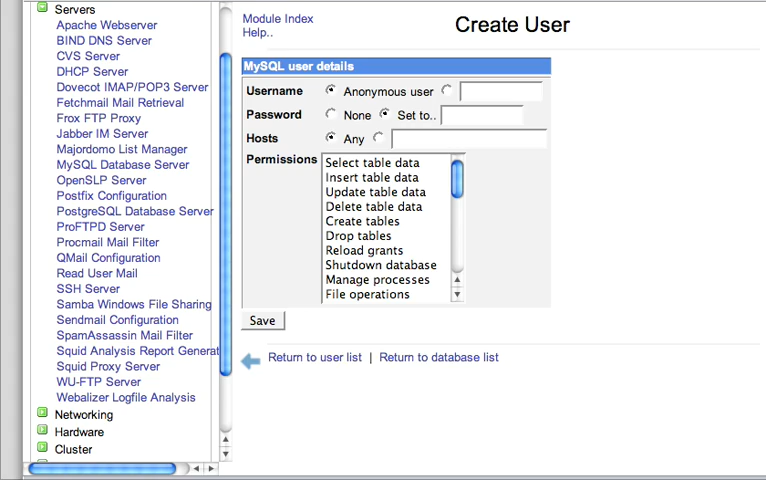 Servers
Apache Webserver
BIND DNS Server
CVS Server
DHCP Server
Dovecot IMAP/POP3 Server
Fetchmail Mail Retrieval
Frox FTP Proxy
Jabber IM Server
Majordomo List Manager
MySQL Database Server
OpenSLP Server
Postfix Configuration
PostgreSQL Database Server
ProFTPD Server
Procmail Mail Filter
QMail Configuration
Read User Mail
SSH Server
Samba Windows File Sharing
Sendmail Configuration
SpamAssassin Mail Filter
Squid Analysis Report Generat
Squid Proxy Server
WU-FTP Server
Webalizer Logfile Analysis
Networking
Hardware
Cluster
Module Index
Help..
Create User
MySQL user details
Username Anonymous user
Password None Set to..
Hosts Any
Permissions Select table data
Insert table data
Update table data
Delete table data
Create tables
Drop tables
Reload grants
Shutdown database
Manage processes
File operations
Save
Return to user list | Return to database list